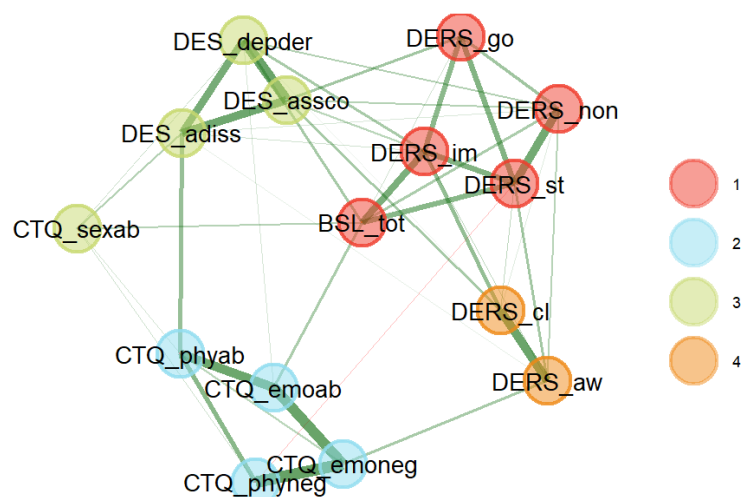 DES_depder
DERS_go
DES_assco
DERS_non
DES_adiss
DERS_im
DERS_st
1
CTQ_sexab
BSL_tot
2
DERS_cl
3
CTQ_phyab
4
CTQ_emoab
DERS_aw
CTQ_emoneg
CTQ_phyneg